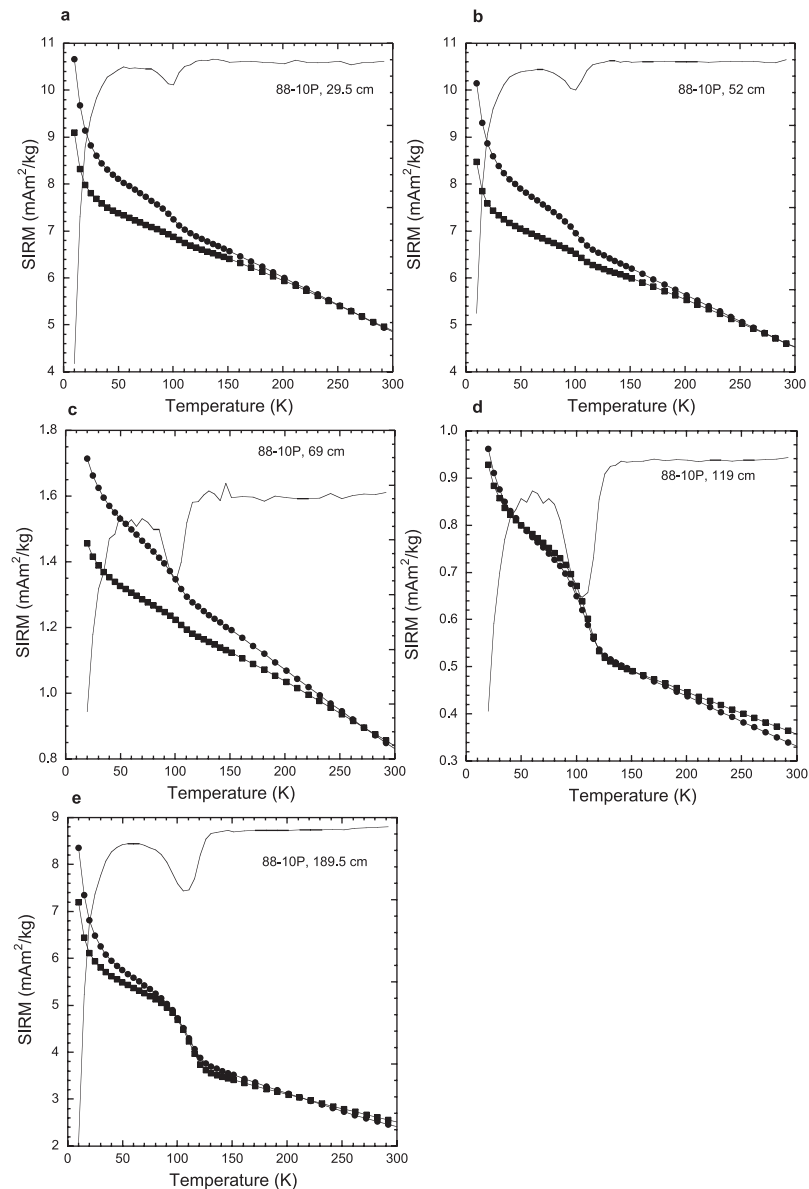 a
11
10
9
8
7
6
5
4
SIRM (mAm²/kg)
88-10P, 29.5 cm
0 50 100 150 200 250 300
Temperature (K)
b
11
10
9
8
7
6
5
4
SIRM (mAm²/kg)
88-10P, 52 cm
0 50 100 150 200 250 300
Temperature (K)
c
1.8
1.6
1.4
1.2
1.0
0.8
SIRM (mAm²/kg)
88-10P, 69 cm
0 50 100 150 200 250 300
Temperature (K)
d
1.0
0.9
0.8
0.7
0.6
0.5
0.4
0.3
SIRM (mAm²/kg)
88-10P, 119 cm
0 50 100 150 200 250 300
Temperature (K)
e
9
8
7
6
5
4
3
2
SIRM (mAm²/kg)
88-10P, 189.5 cm
0 50 100 150 200 250 300
Temperature (K)